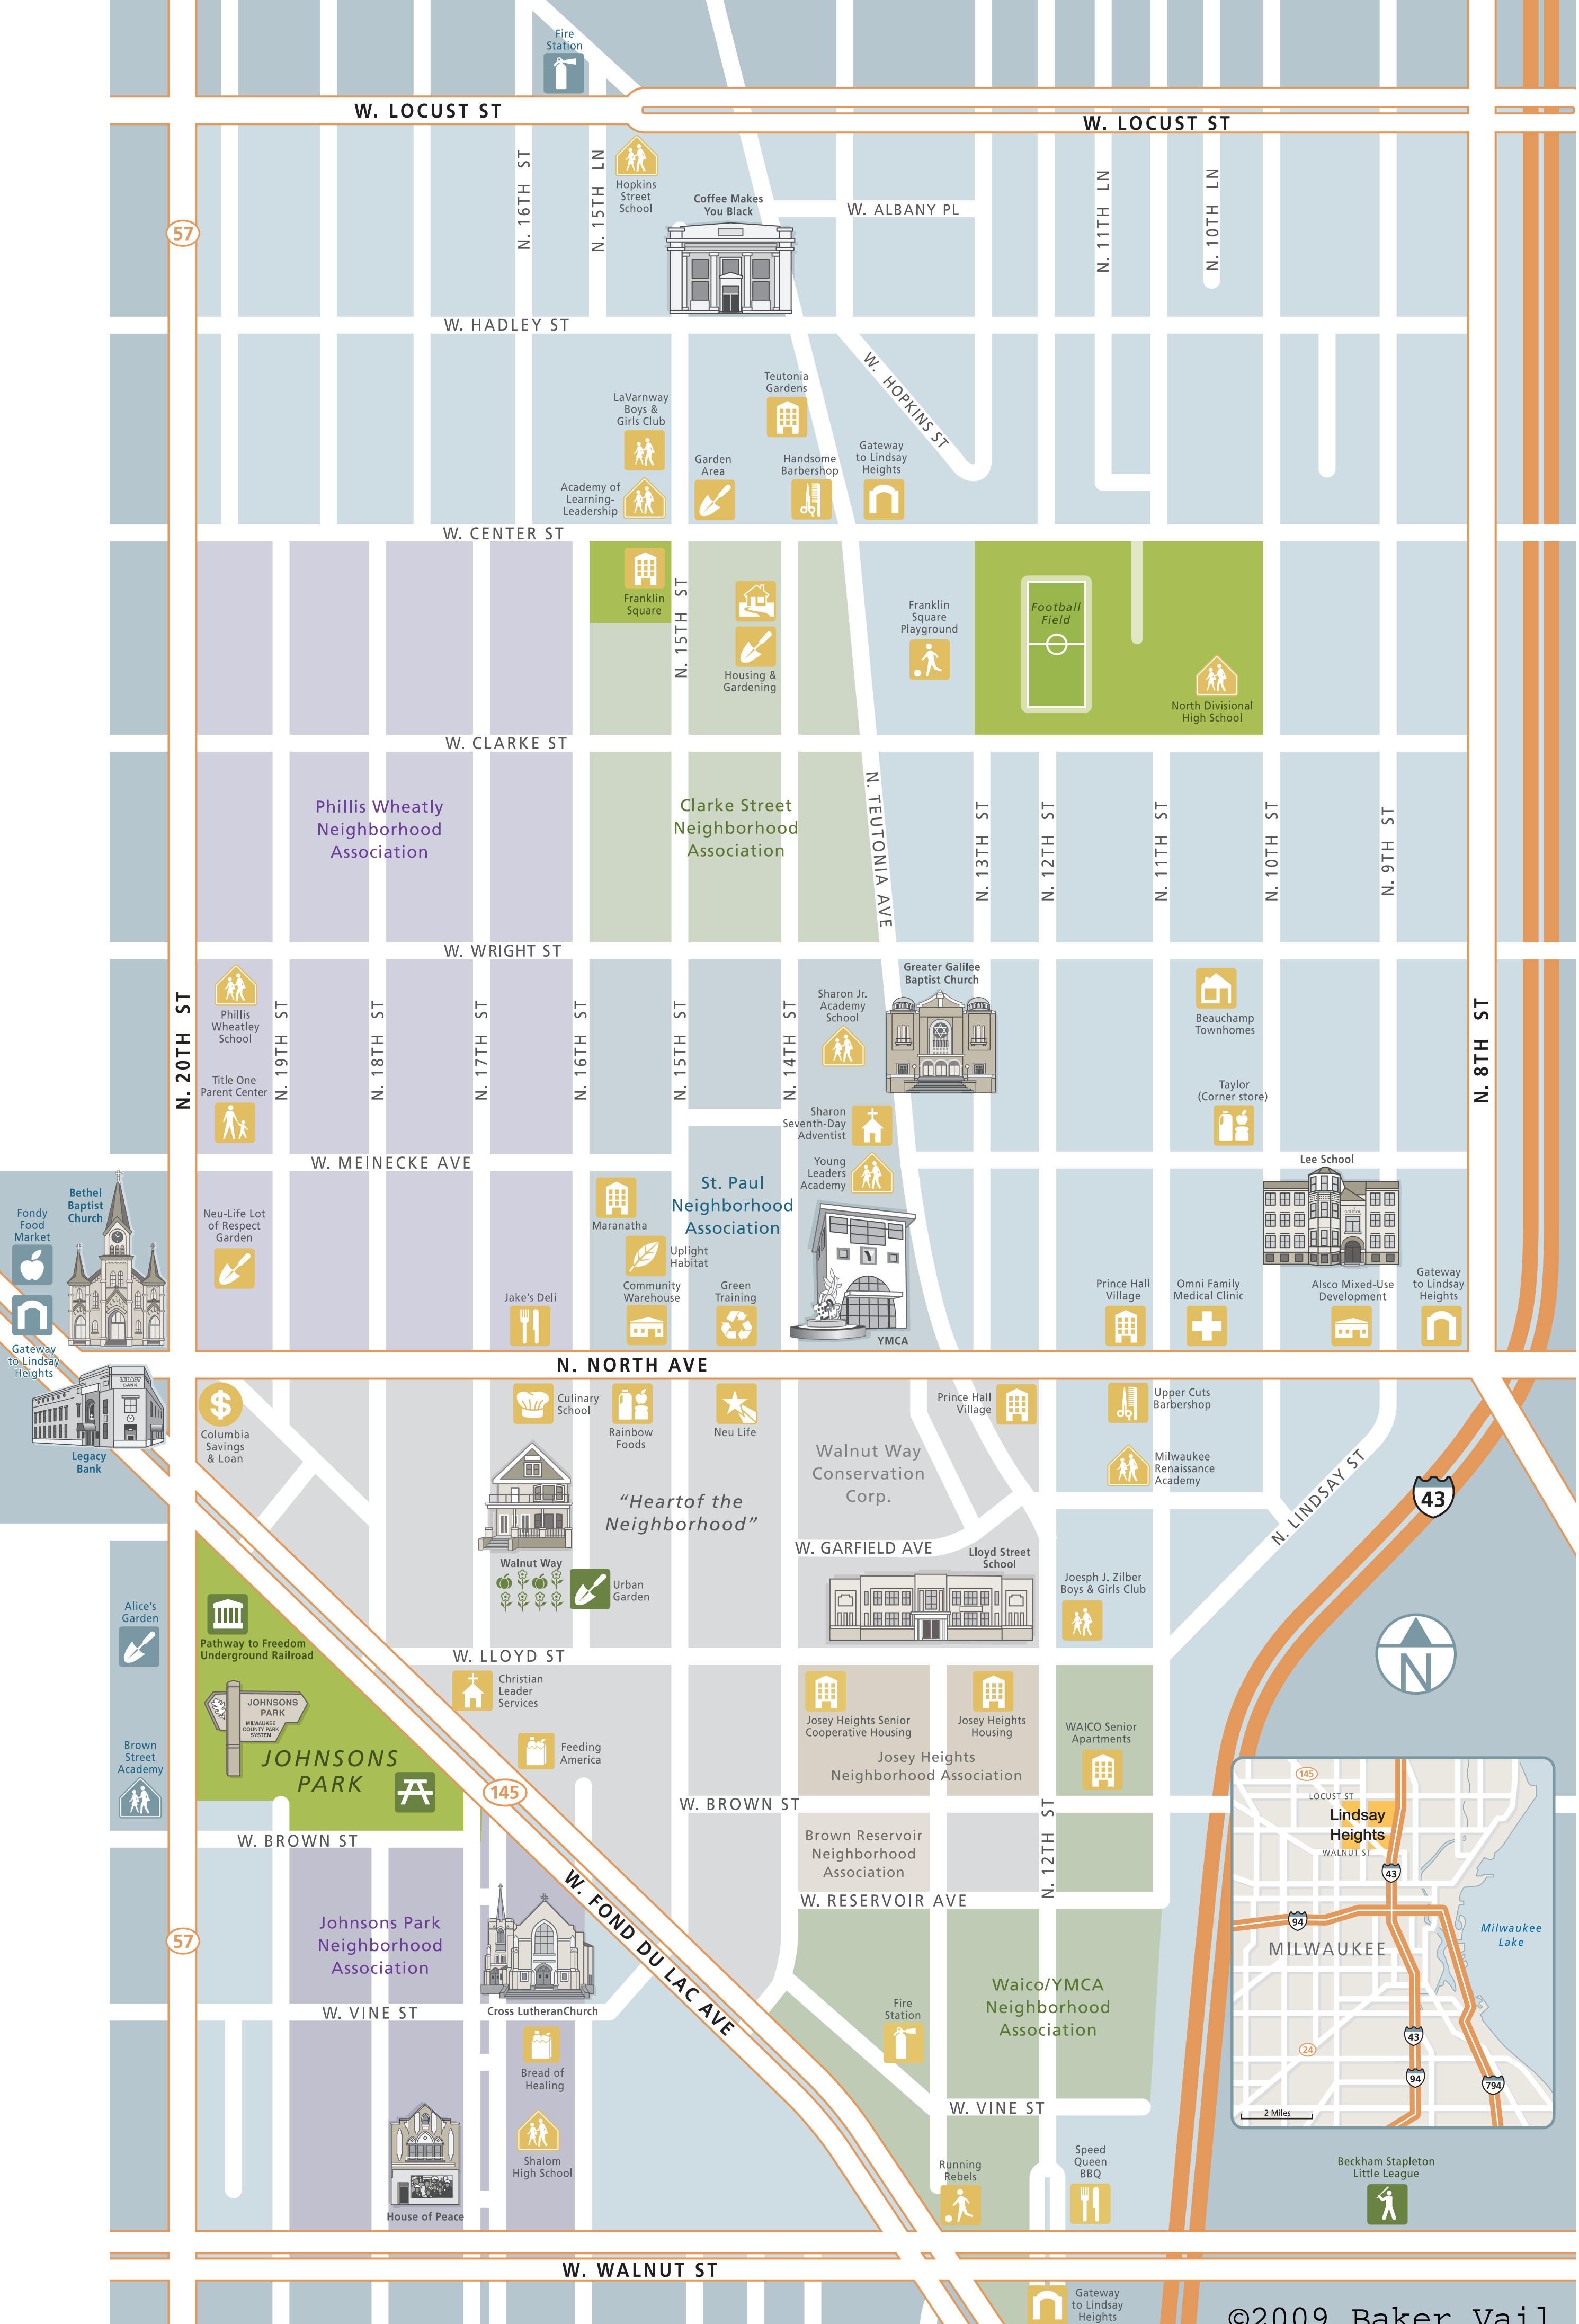 Fire
Station
W. LOCUST ST
W. LOCUST ST
N. 16TH ST
N. 15TH LN
Hopkins
Street
School
Coffee Makes
You Black
W. ALBANY PL
N. 11TH LN
N. 10TH LN
57
W. HADLEY ST
W. HOPKINS ST
Teutonia
Gardens
LaVarnway
Boys &
Girls Club
Garden
Area
Handsome
Barbershop
Gateway
to Lindsay
Heights
Academy of
Learning-
Leadership
W. CENTER ST
Franklin
Square
N. 15TH ST
Housing &
Gardening
Franklin
Square
Playground
Football
Field
North Divisional
High School
W. CLARKE ST
Phillis Wheatly
Neighborhood
Association
Clarke Street
Neighborhood
Association
N. TEUTONIA AVE
N. 13TH ST
N. 12TH ST
N. 11TH ST
N. 10TH ST
N. 9TH ST
W. WRIGHT ST
N. 20TH ST
Phillis
Wheatley
School
N. 19TH ST
N. 18TH ST
N. 17TH ST
N. 16TH ST
N. 15TH ST
N. 14TH ST
Sharon Jr.
Academy
School
Greater Galilee
Baptist Church
Beauchamp
Townhomes
N. 8TH ST
Title One
Parent Center
Taylor
(Corner store)
Sharon
Seventh-Day
Adventist
W. MEINECKE AVE
Young
Leaders
Academy
Lee School
St. Paul
Neighborhood
Association
Bethel
Baptist
Church
Fondy
Food
Market
Neu-Life Lot
of Respect
Garden
Maranatha
Uplight
Habitat
Jake's Deli
Community
Warehouse
Green
Training
YMCA
Prince Hall
Village
Omni Family
Medical Clinic
Alsco Mixed-Use
Development
Gateway
to Lindsay
Heights
Gateway
to Lindsay
Heights
N. NORTH AVE
LEGACY
BANK
Legacy
Bank
Columbia
Savings
& Loan
Culinary
School
Rainbow
Foods
Neu Life
Prince Hall
Village
Upper Cuts
Barbershop
Milwaukee
Renaissance
Academy
Walnut Way
Conservation
Corp.
"Heartof the
Neighborhood"
N. LINDSAY ST
43
W. GARFIELD AVE
Lloyd Street
School
Walnut Way
Urban
Garden
Joesph J. Zilber
Boys & Girls Club
Alice's
Garden
Pathway to Freedom
Underground Railroad
W. LLOYD ST
N
JOHNSONS
PARK
MILWAUKEE
COUNTY PARK
SYSTEM
JOHNSONS
PARK
Christian
Leader
Services
Feeding
America
Josey Heights Senior
Cooperative Housing
Josey Heights
Housing
WAICO Senior
Apartments
Josey Heights
Neighborhood Association
Brown
Street
Academy
145
W. BROWN ST
W. BROWN ST
Brown Reservoir
Neighborhood
Association
N. 12TH ST
W. RESERVOIR AVE
145
LOCUST ST
Lindsay
Heights
WALNUT ST
43
94
MILWAUKEE
Milwaukee
Lake
43
24
94
794
2 Miles
W. FOND DU LAC AVE
57
Johnsons Park
Neighborhood
Association
W. VINE ST
Cross LutheranChurch
Waico/YMCA
Neighborhood
Association
Fire
Station
Bread of
Healing
W. VINE ST
Shalom
High School
House of Peace
Running
Rebels
Speed
Queen
BBQ
Beckham Stapleton
Little League
W. WALNUT ST
Gateway
to Lindsay
Heights
©2009 Baker Vail